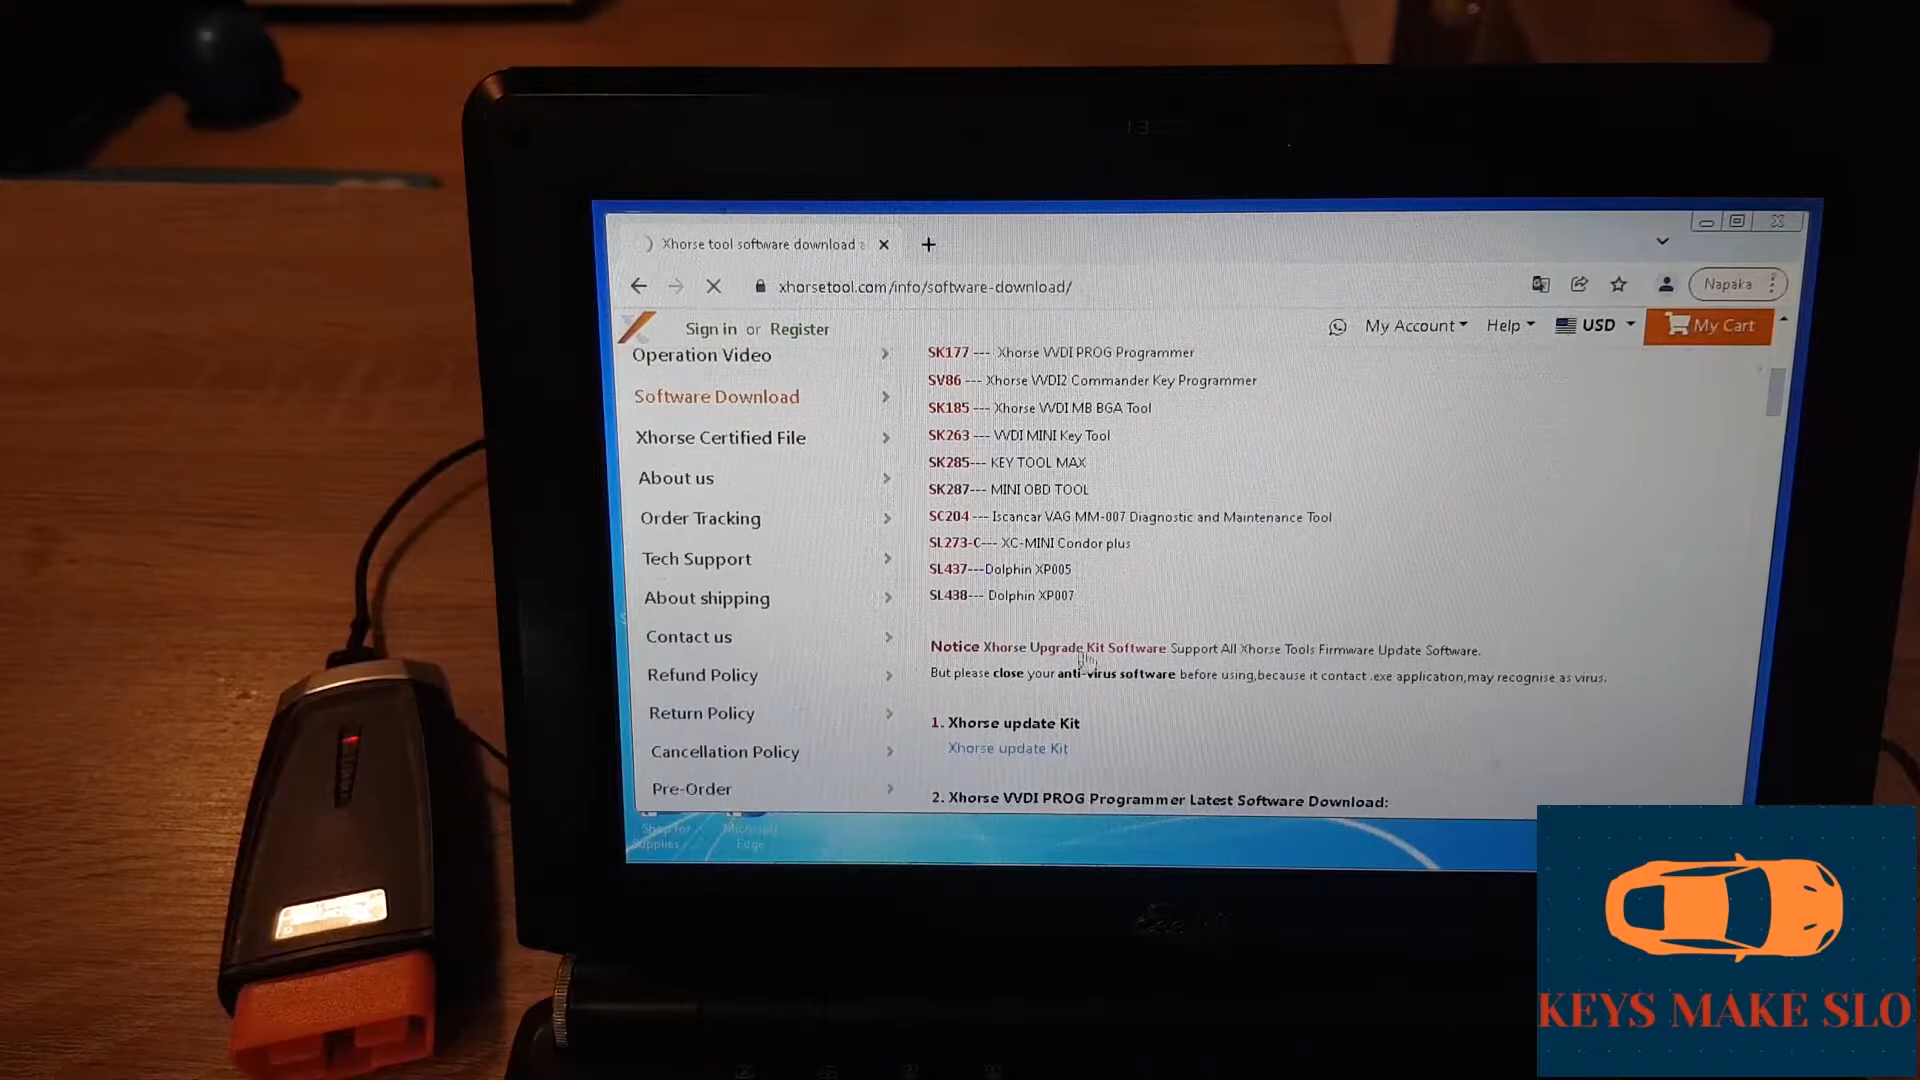 Xhorse tool software download a
xhorsetool.com/info/software-download/
Napaka
Sign in or Register
My Account
Help
USD
My Cart
Operation Video
Software Download
Xhorse Certified File
About us
Order Tracking
Tech Support
About shipping
Contact us
Refund Policy
Return Policy
Cancellation Policy
Pre-Order
SK177 --- Xhorse VVDI PROG Programmer
SV86 --- Xhorse VVDI2 Commander Key Programmer
SK185 --- Xhorse VVDI MB BGA Tool
SK263 --- VVDI MINI Key Tool
SK285--- KEY TOOL MAX
SK287--- MINI OBD TOOL
SC204 --- Iscancar VAG MM-007 Diagnostic and Maintenance Tool
SL273-C--- XC-MINI Condor plus
SL437---Dolphin XP005
SL438--- Dolphin XP007
Notice Xhorse Upgrade Kit Software Support All Xhorse Tools Firmware Update Software.
But please close your anti-virus software before using,because it contact .exe application,may recognise as virus.
1. Xhorse update Kit
Xhorse update Kit
2. Xhorse VVDI PROG Programmer Latest Software Download:
Shop for
Supplies
Microsoft
Edge
KEYS MAKE SLO